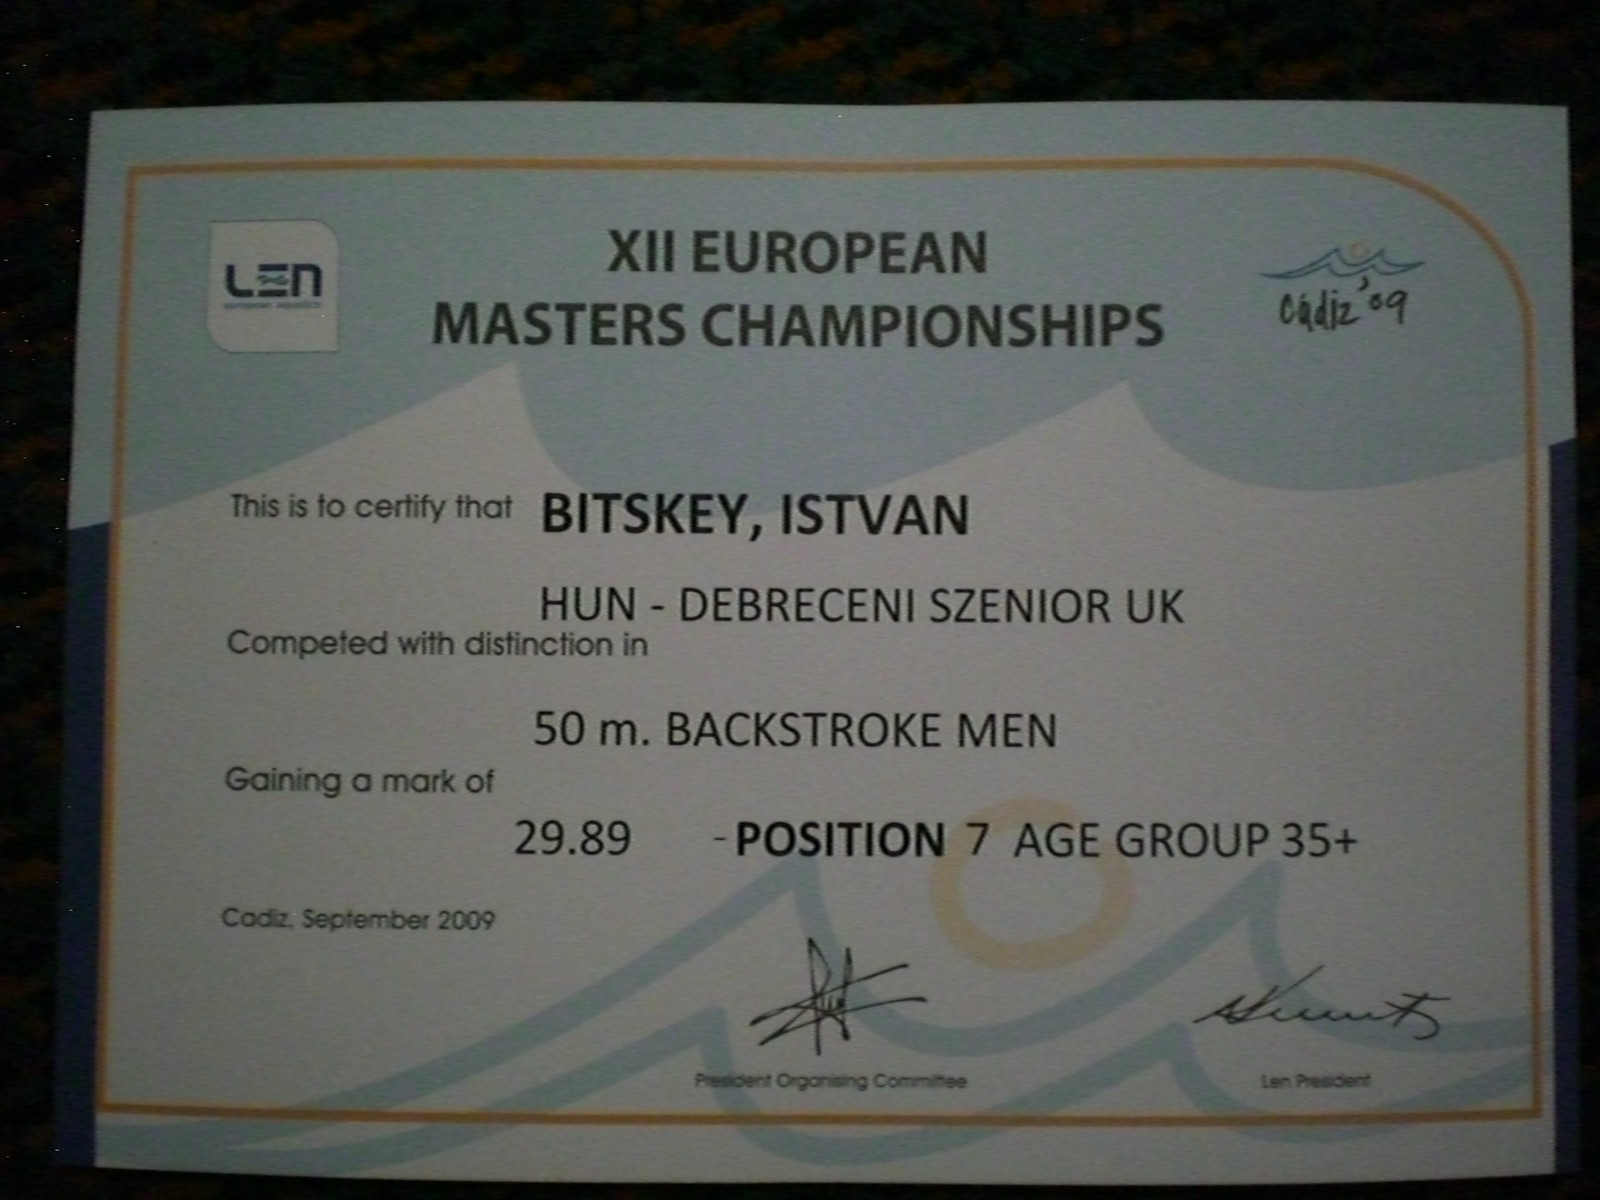 XII EUROPEAN
MASTERS CHAMPIONSHIPS
LEN
european aquatics
cádiz'09
This is to certify that BITSKEY, ISTVAN
HUN - DEBRECENI SZENIOR UK
Competed with distinction in
50 m. BACKSTROKE MEN
Gaining a mark of
29.89 - POSITION 7 AGE GROUP 35+
Cadiz, September 2009
President Organising Committee
Len President